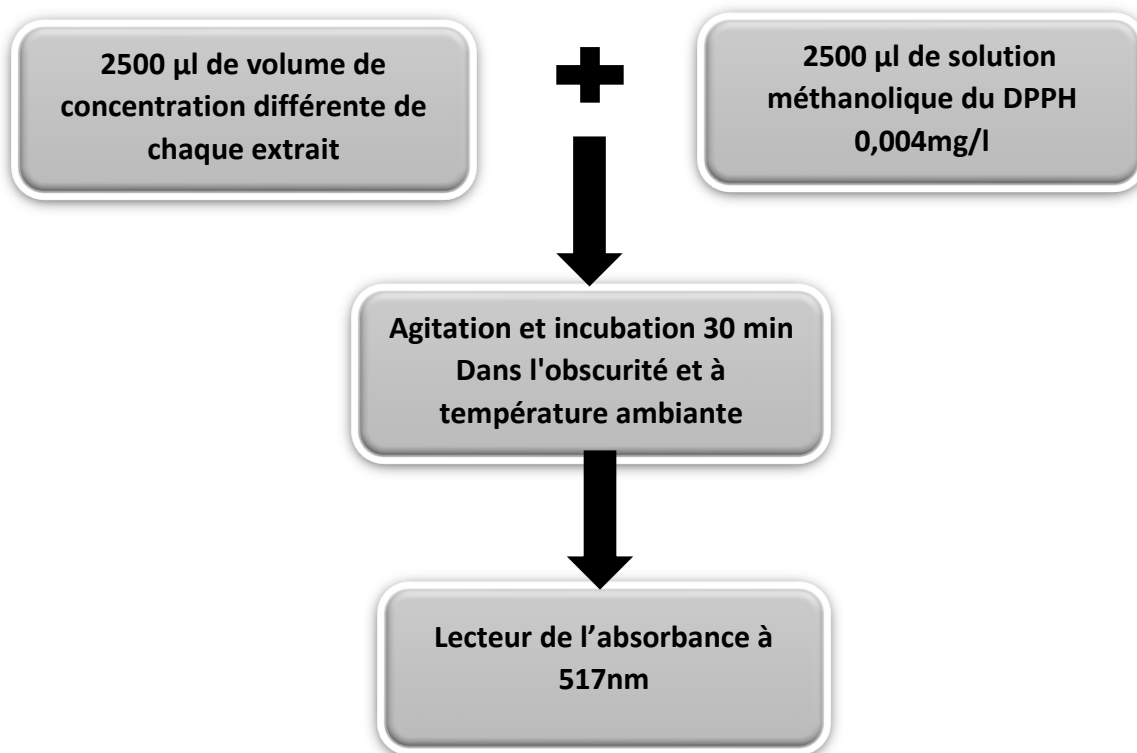 2500 µl de volume de
concentration différente de
chaque extrait
2500 µl de solution
méthanolique du DPPH
0,004mg/l
Agitation et incubation 30 min
Dans l'obscurité et à
température ambiante
Lecteur de l’absorbance à
517nm